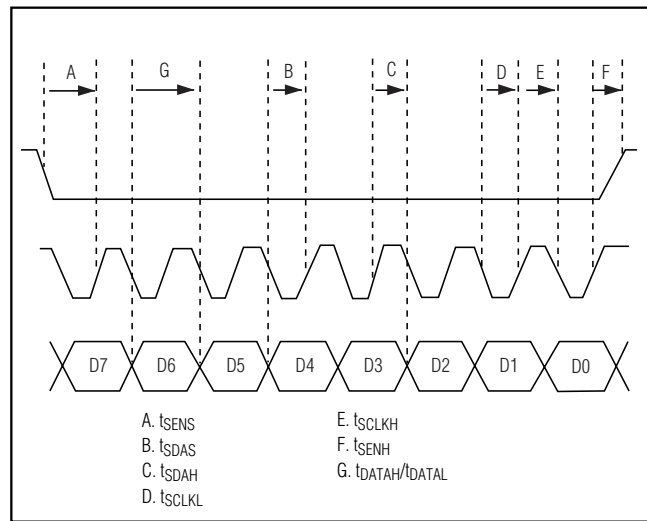 A G B C D E F
D7 D6 D5 D4 D3 D2 D1 D0
A. tSENS
B. tSDAS
C. tSDAH
D. tSCLKL
E. tSCLKH
F. tSENH
G. tDATAH/tDATAL